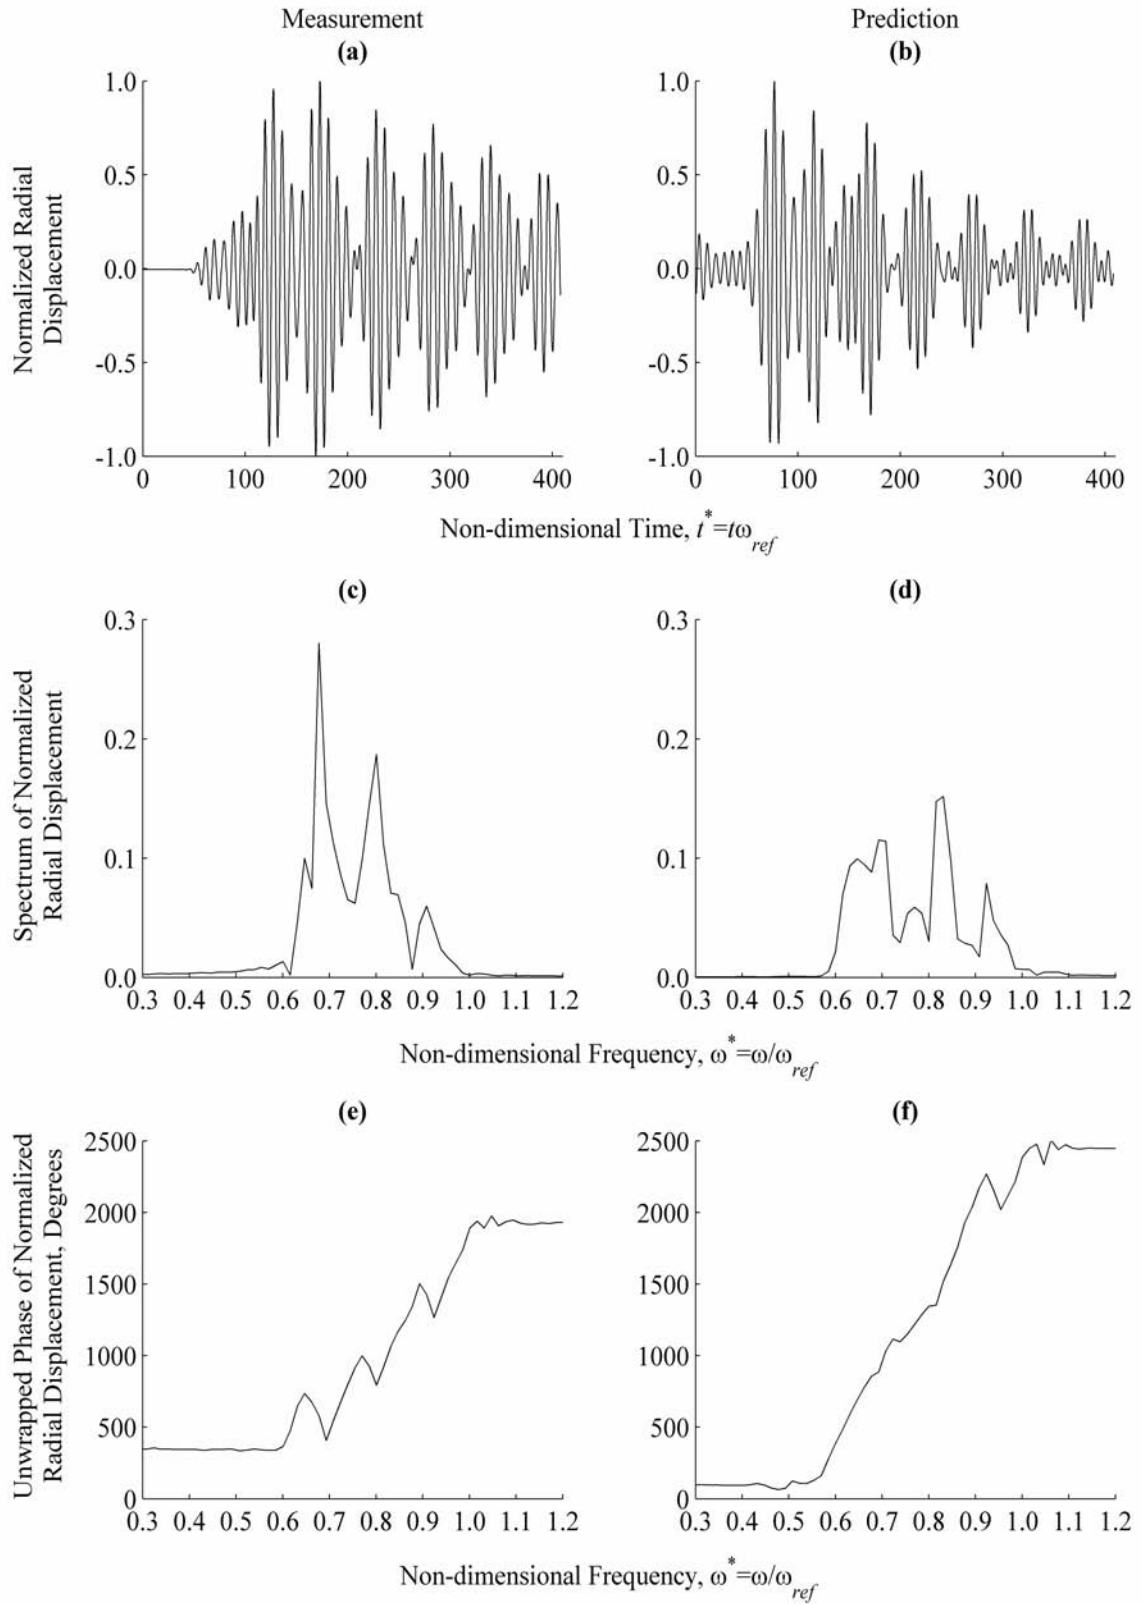 Measurement
Prediction
(a)
(b)
Normalized Radial
Displacement
1.0
0.5
0.0
-0.5
-1.0
0 100 200 300 400
1.0
0.5
0.0
-0.5
-1.0
0 100 200 300 400
Non-dimensional Time, t*=tω_ref
(c)
(d)
Spectrum of Normalized
Radial Displacement
0.3
0.2
0.1
0.0
0.3 0.4 0.5 0.6 0.7 0.8 0.9 1.0 1.1 1.2
0.3
0.2
0.1
0.0
0.3 0.4 0.5 0.6 0.7 0.8 0.9 1.0 1.1 1.2
Non-dimensional Frequency, ω*=ω/ω_ref
(e)
(f)
Unwrapped Phase of Normalized
Radial Displacement, Degrees
2500
2000
1500
1000
500
0
0.3 0.4 0.5 0.6 0.7 0.8 0.9 1.0 1.1 1.2
2500
2000
1500
1000
500
0
0.3 0.4 0.5 0.6 0.7 0.8 0.9 1.0 1.1 1.2
Non-dimensional Frequency, ω*=ω/ω_ref